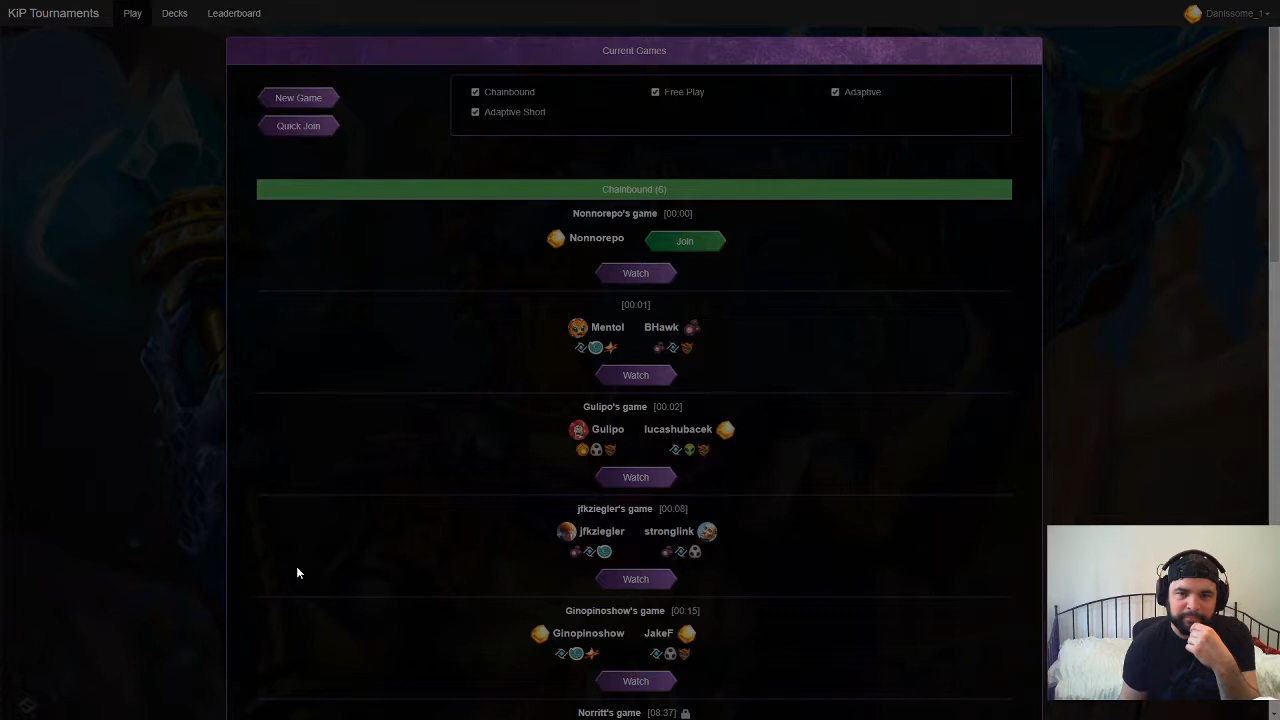 KiP Tournaments Play Decks Leaderboard Danissome_1
Current Games
New Game
Quick Join
Chainbound Free Play Adaptive
Adaptive Short
Chainbound (6)
Nonnorepo's game [00:00]
Nonnorepo Join
Watch
[00:01]
Mentol BHawk
Watch
Gulipo's game [00:02]
Gulipo lucashubacek
Watch
jfkziegler's game [00:08]
jfkziegler stronglink
Watch
Ginopinoshow's game [00:15]
Ginopinoshow JakeF
Watch
Norritt's game [08:37]